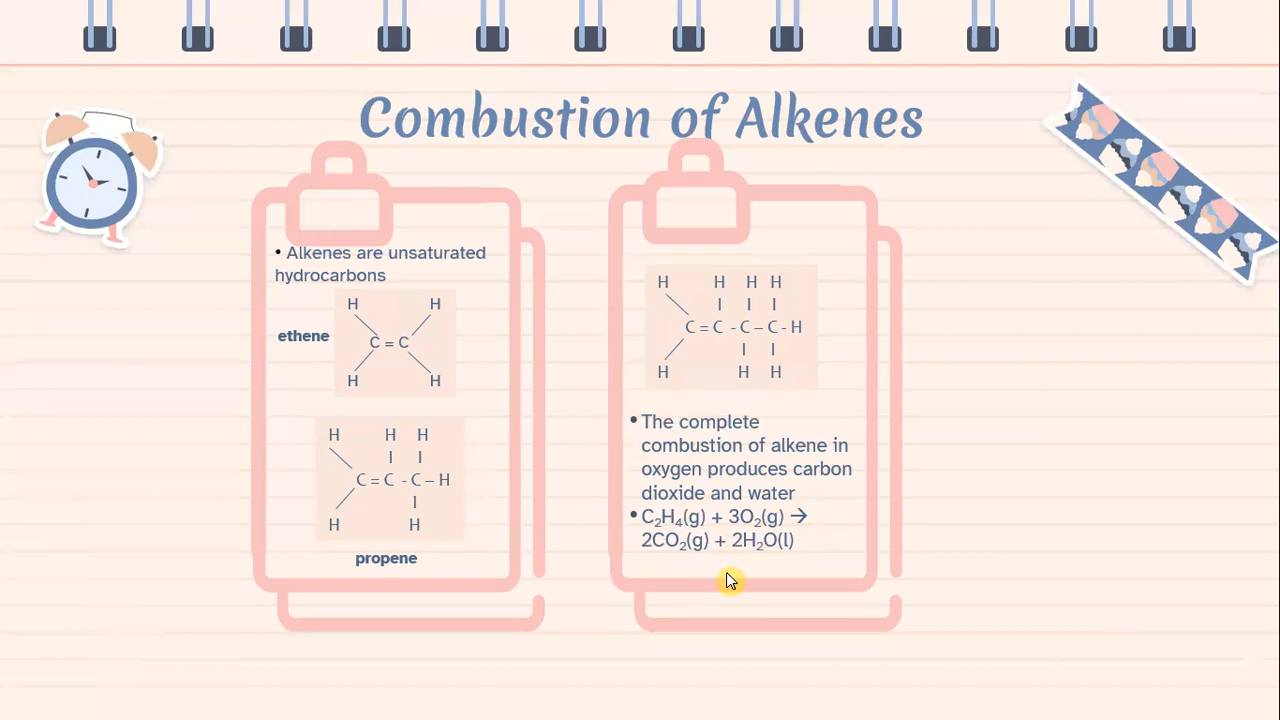 Combustion of Alkenes
• Alkenes are unsaturated
hydrocarbons
H H
ethene
C = C
H H
H H H
I I
C = C - C – H
I
H H
propene
H H H H
I I I
C = C - C – C - H
I I
H H H
• The complete
combustion of alkene in
oxygen produces carbon
dioxide and water
• C₂H₄(g) + 3O₂(g) →
2CO₂(g) + 2H₂O(l)